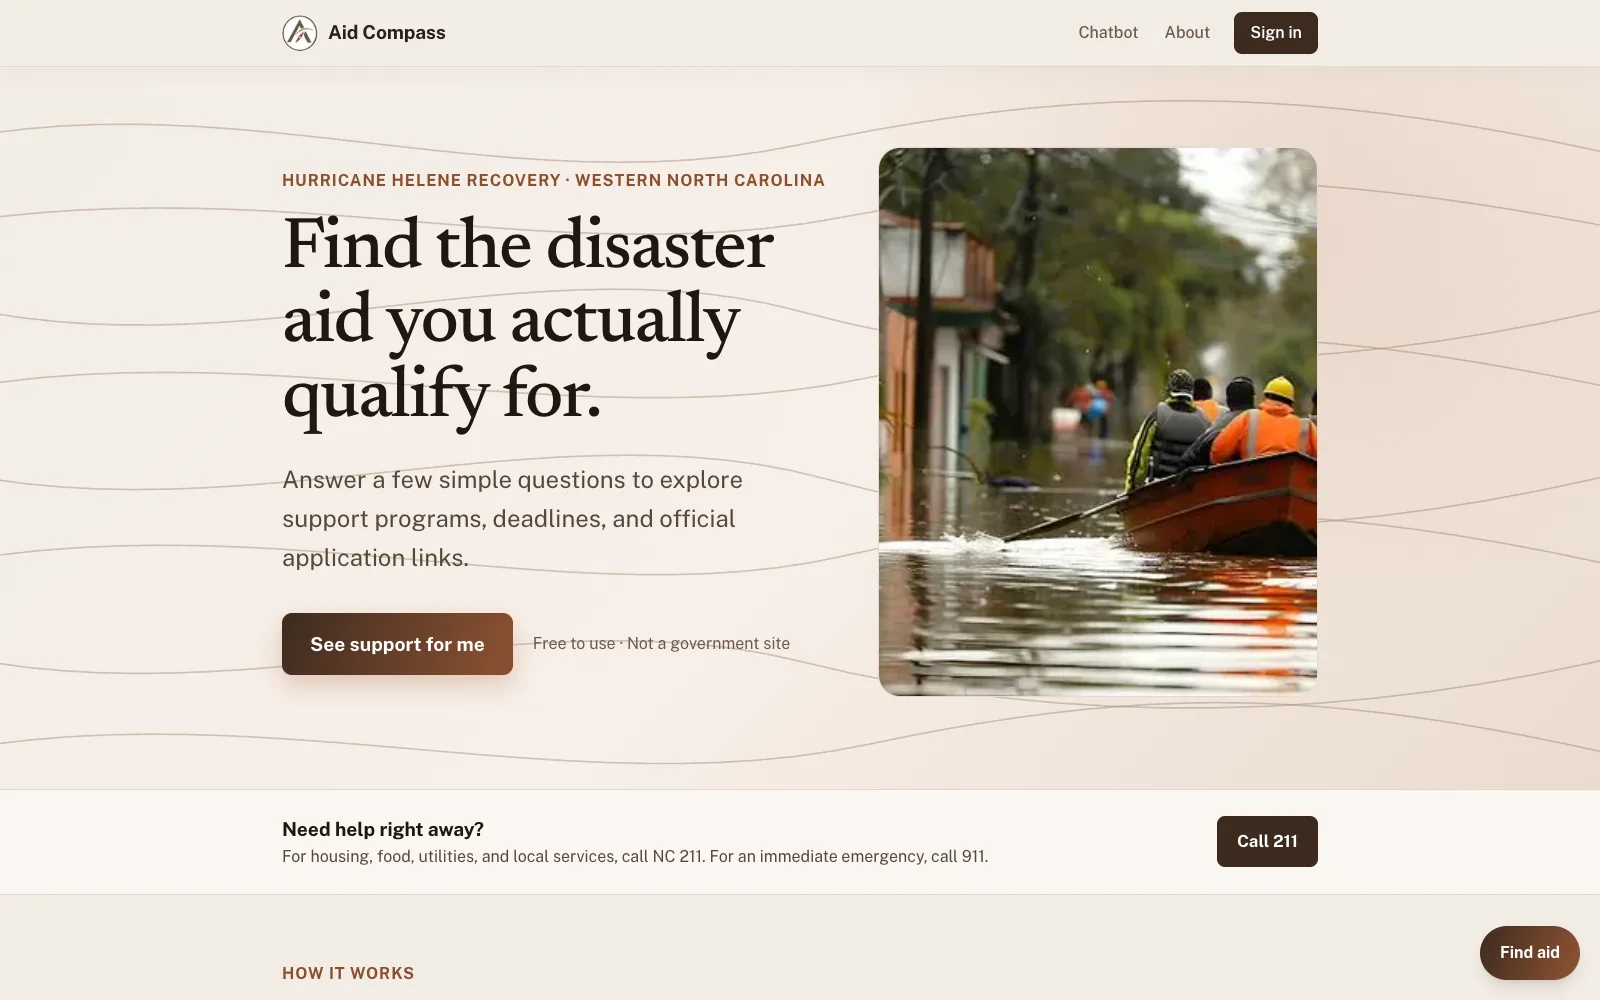 Aid Compass
Chatbot
About
Sign in
HURRICANE HELENE RECOVERY · WESTERN NORTH CAROLINA
Find the disaster
aid you actually
qualify for.
Answer a few simple questions to explore
support programs, deadlines, and official
application links.
See support for me
Free to use · Not a government site
Need help right away?
For housing, food, utilities, and local services, call NC 211. For an immediate emergency, call 911.
Call 211
HOW IT WORKS
Find aid